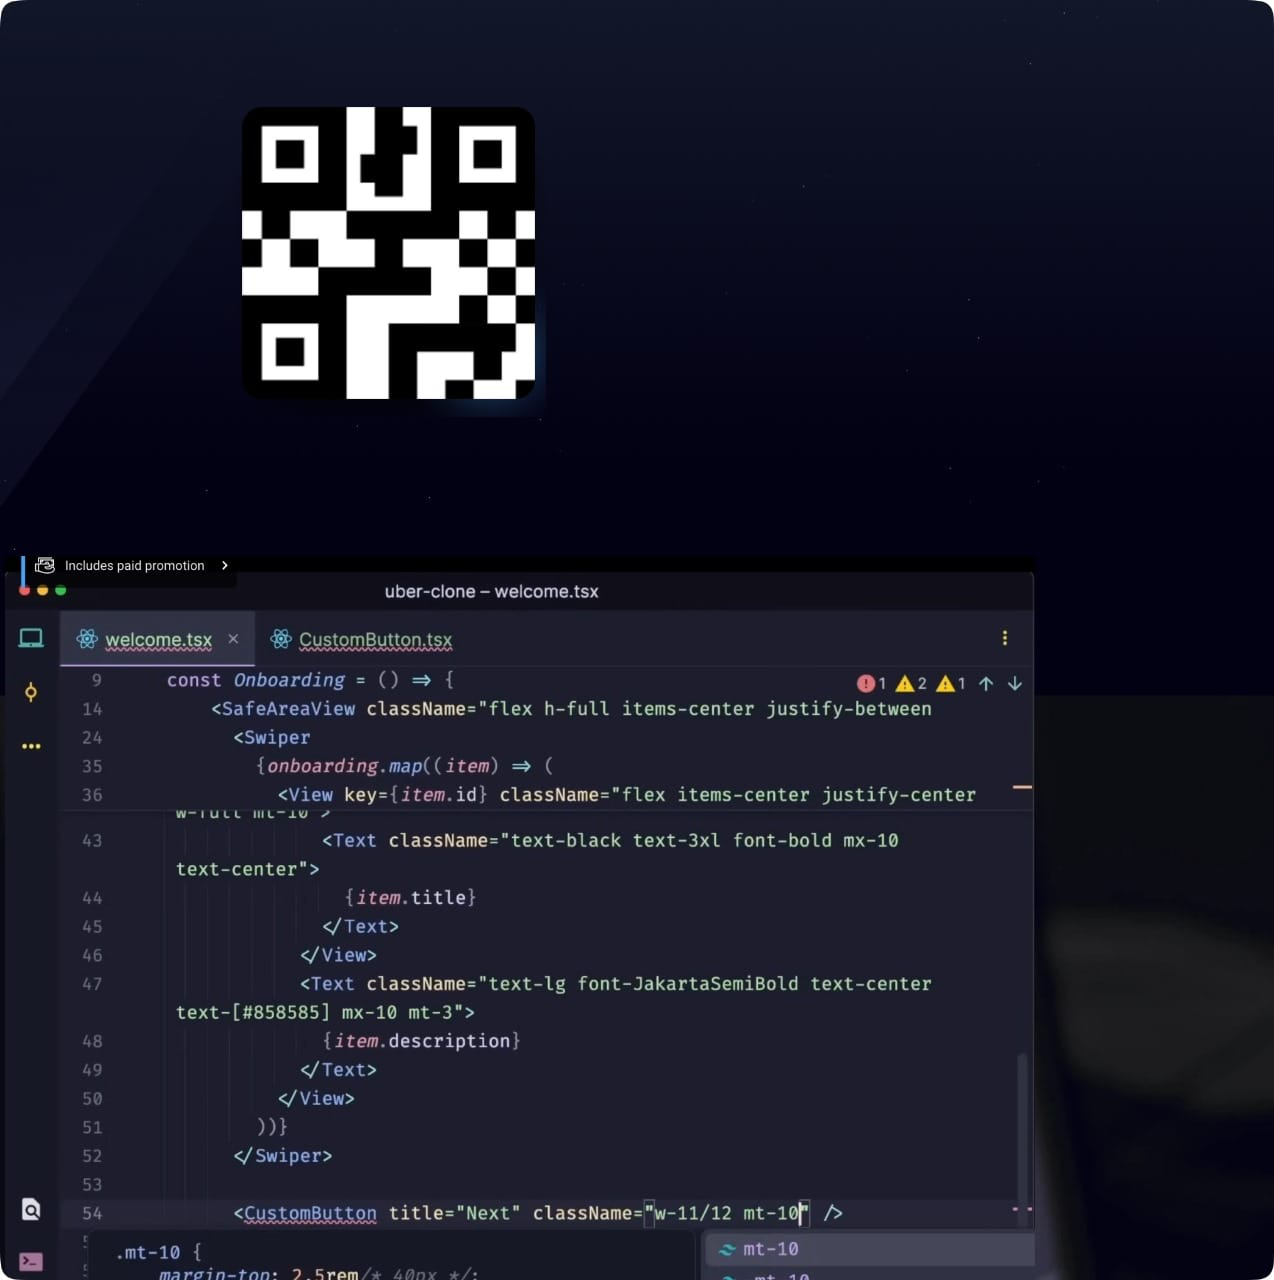 Includes paid promotion
uber-clone – welcome.tsx
welcome.tsx
CustomButton.tsx
9 const Onboarding = () => {
1 2 1
14 <SafeAreaView className="flex h-full items-center justify-between
24 <Swiper
35 {onboarding.map((item) => (
36 <View key={item.id} className="flex items-center justify-center
w-full mt-10">
43 <Text className="text-black text-3xl font-bold mx-10
text-center">
44 {item.title}
45 </Text>
46 </View>
47 <Text className="text-lg font-JakartaSemiBold text-center
text-[#858585] mx-10 mt-3">
48 {item.description}
49 </Text>
50 </View>
51 ))}
52 </Swiper>
53
54 <CustomButton title="Next" className="w-11/12 mt-10" />
.mt-10 {
mt-10
margin-top: 2.5rem/* 40px */;
-mt-10